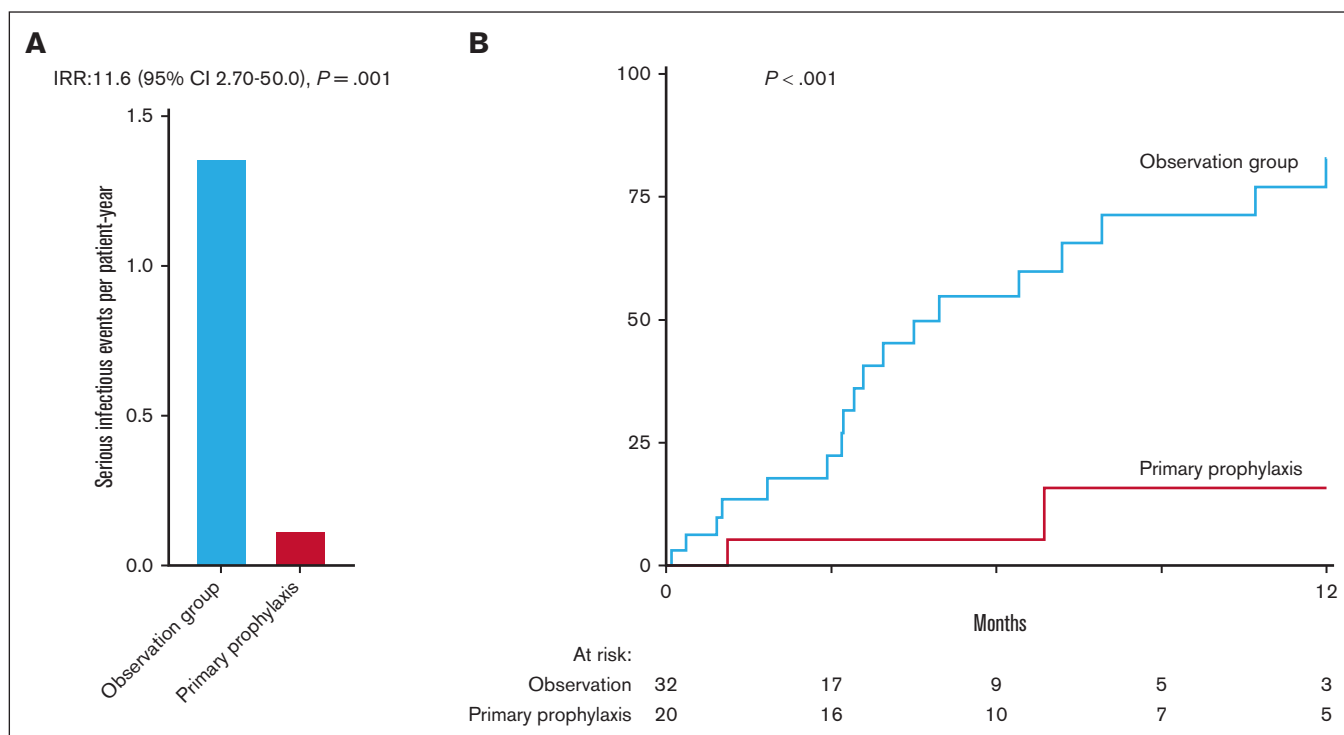 A
IRR:11.6 (95% CI 2.70-50.0), P = .001
Serious infectious events per patient-year
1.5
1.0
0.5
0.0
Observation group
Primary prophylaxis
B
P < .001
100
75
50
25
0
Observation group
Primary prophylaxis
0 12
Months
At risk:
Observation 32 17 9 5 3
Primary prophylaxis 20 16 10 7 5